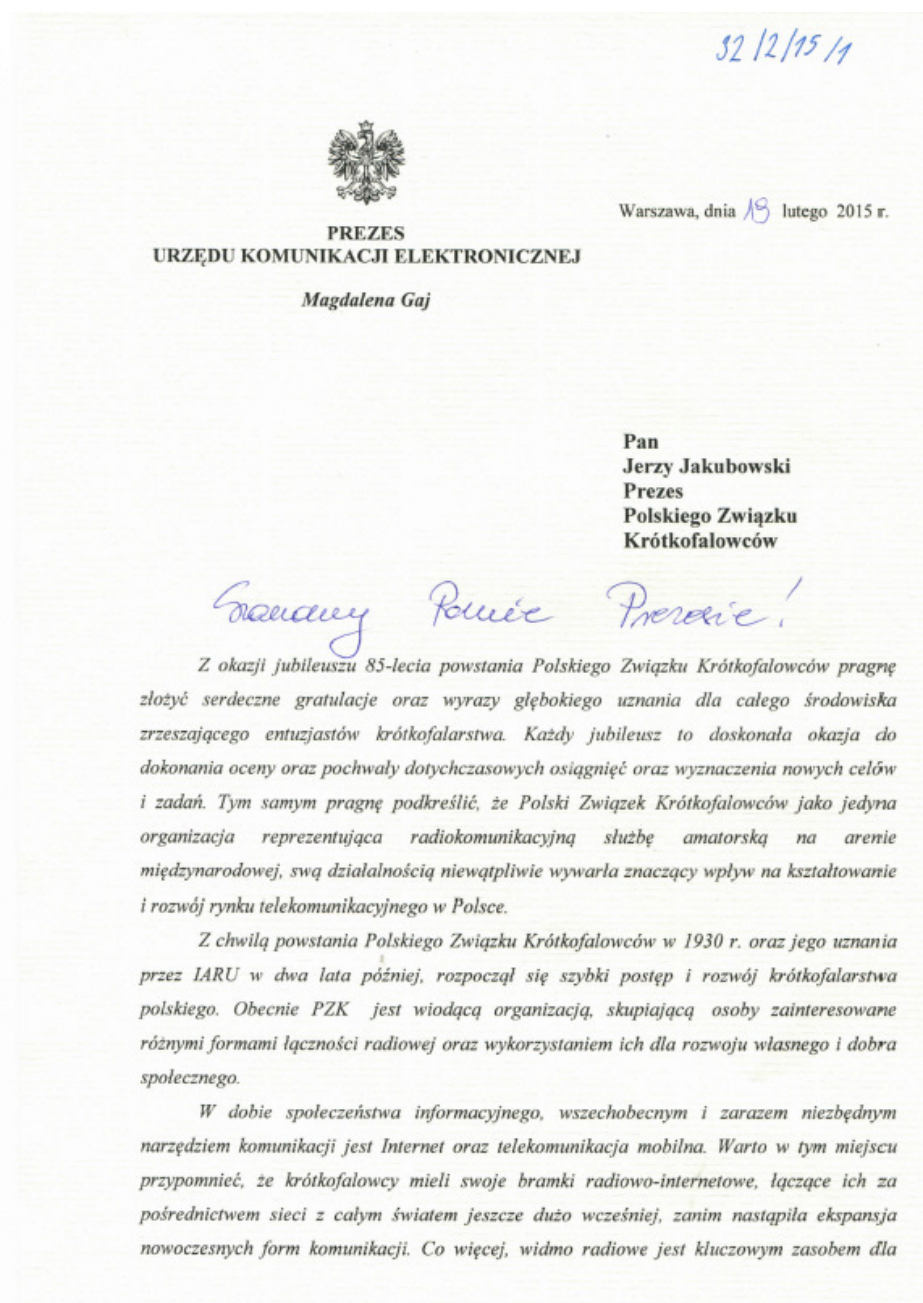 32/2/15/1
Warszawa, dnia 19 lutego 2015 r.
PREZES
URZĘDU KOMUNIKACJI ELEKTRONICZNEJ
Magdalena Gaj
Pan
Jerzy Jakubowski
Prezes
Polskiego Związku
Krótkofalowców
Szanowny Panie Prezesie!
Z okazji jubileuszu 85-lecia powstania Polskiego Związku Krótkofalowców pragnę
złożyć serdeczne gratulacje oraz wyrazy głębokiego uznania dla całego środowiska
zrzeszającego entuzjastów krótkofalarstwa. Każdy jubileusz to doskonała okazja do
dokonania oceny oraz pochwały dotychczasowych osiągnięć oraz wyznaczenia nowych celów
i zadań. Tym samym pragnę podkreślić, że Polski Związek Krótkofalowców jako jedyna
organizacja reprezentująca radiokomunikacyjną służbę amatorską na arenie
międzynarodowej, swą działalnością niewątpliwie wywarła znaczący wpływ na kształtowanie
i rozwój rynku telekomunikacyjnego w Polsce.
Z chwilą powstania Polskiego Związku Krótkofalowców w 1930 r. oraz jego uznania
przez IARU w dwa lata później, rozpoczął się szybki postęp i rozwój krótkofalarstwa
polskiego. Obecnie PZK jest wiodącą organizacją, skupiającą osoby zainteresowane
różnymi formami łączności radiowej oraz wykorzystaniem ich dla rozwoju własnego i dobra
społecznego.
W dobie społeczeństwa informacyjnego, wszechobecnym i zarazem niezbędnym
narzędziem komunikacji jest Internet oraz telekomunikacja mobilna. Warto w tym miejscu
przypomnieć, że krótkofalowcy mieli swoje bramki radiowo-internetowe, łączące ich za
pośrednictwem sieci z całym światem jeszcze dużo wcześniej, zanim nastąpiła ekspansja
nowoczesnych form komunikacji. Co więcej, widmo radiowe jest kluczowym zasobem dla